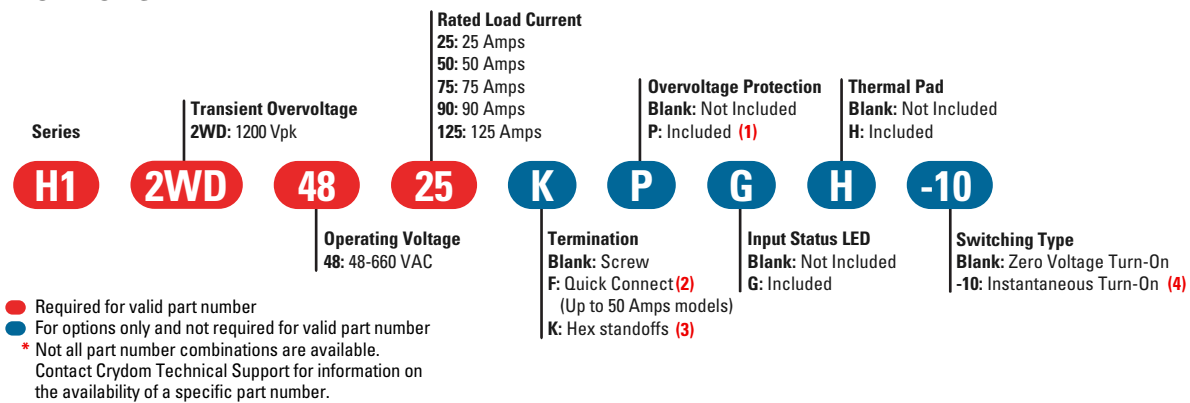 Rated Load Current
25: 25 Amps
50: 50 Amps
75: 75 Amps
90: 90 Amps
125: 125 Amps
Transient Overvoltage
2WD: 1200 Vpk
Overvoltage Protection
Blank: Not Included
P: Included (1)
Thermal Pad
Blank: Not Included
H: Included
Series
H1 2WD 48 25 K P G H -10
Operating Voltage
48: 48-660 VAC
Termination
Blank: Screw
F: Quick Connect (2)
(Up to 50 Amps models)
K: Hex standoffs (3)
Input Status LED
Blank: Not Included
G: Included
Switching Type
Blank: Zero Voltage Turn-On
-10: Instantaneous Turn-On (4)
Required for valid part number
For options only and not required for valid part number
* Not all part number combinations are available.
Contact Crydom Technical Support for information on
the availability of a specific part number.